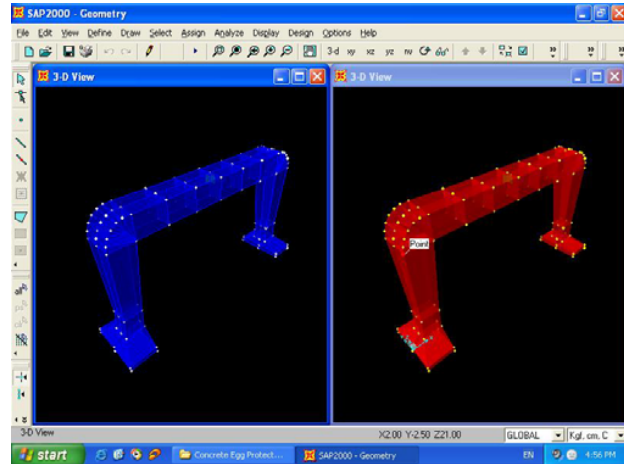 SAP2000 - Geometry
File Edit View Define Draw Select Assign Analyze Display Design Options Help
3-d xy xz yz nv
3-D View
3-D View
Point
all
3-D View X2.00 Y-2.50 Z21.00 GLOBAL Kgf, cm, C
start Concrete Egg Protect... SAP2000 - Geometry EN 4:56 PM